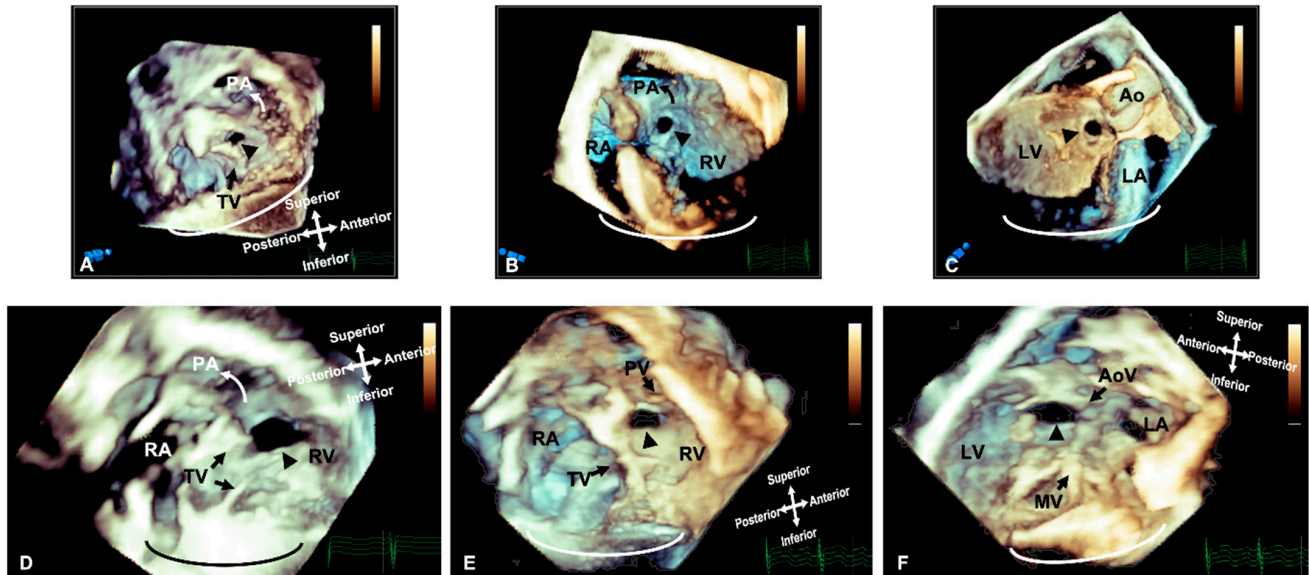 PA
TV
Superior
Anterior
Posterior
Inferior
A
PA
RA
RV
B
Ao
LV
LA
C
Superior
Posterior
Anterior
Inferior
PA
RA
RV
TV
D
PV
RA
RV
TV
Superior
Posterior
Anterior
Inferior
E
Superior
Anterior
Posterior
Inferior
AoV
LA
LV
MV
F